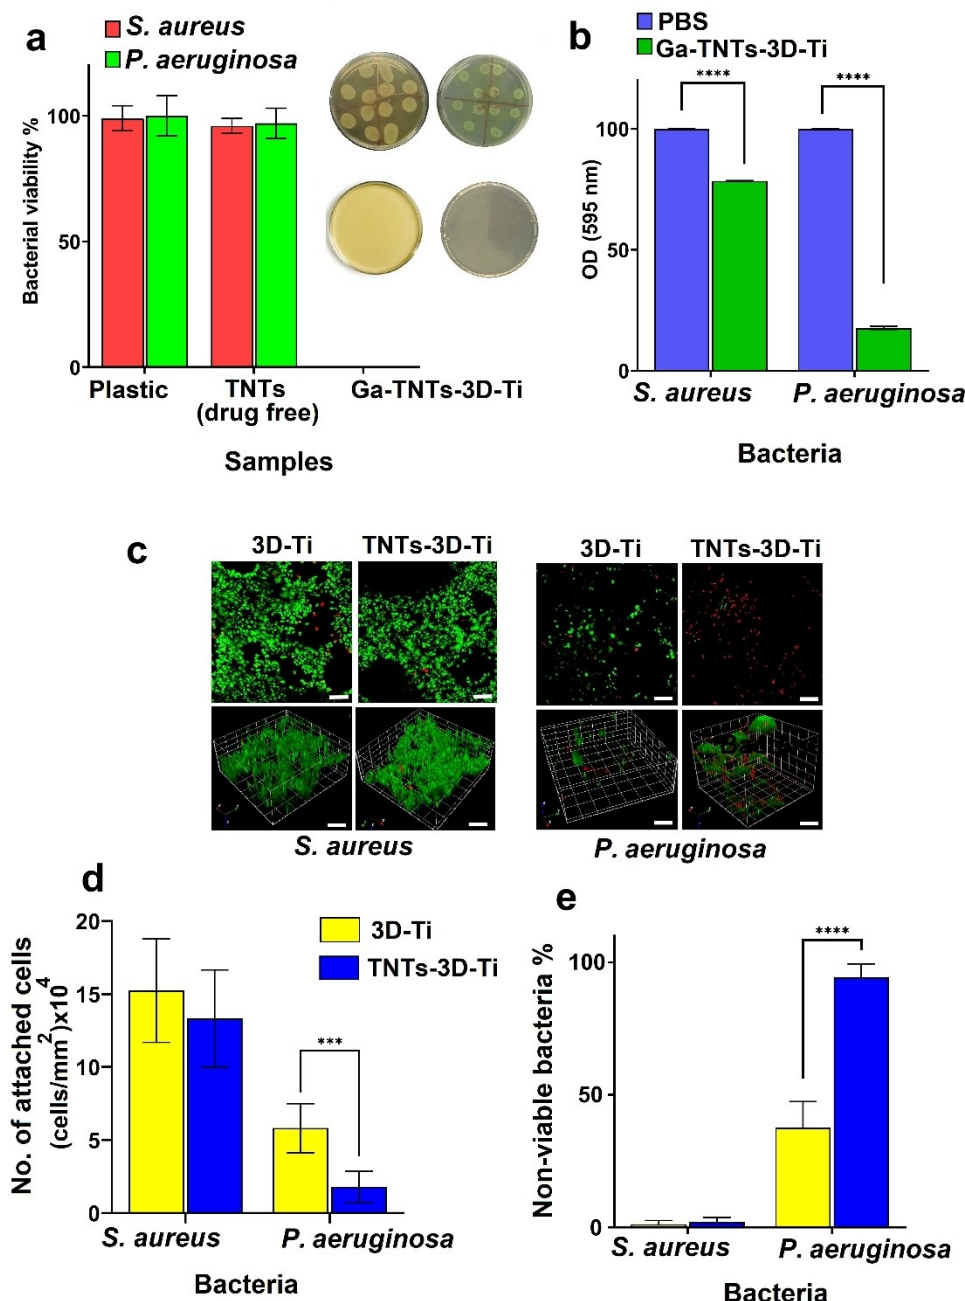 a
S. aureus
P. aeruginosa
Bacterial viability %
100
50
0
Plastic
TNTs
(drug free)
Ga-TNTs-3D-Ti
Samples
b
PBS
Ga-TNTs-3D-Ti
****
****
OD (595 nm)
100
50
0
S. aureus
P. aeruginosa
Bacteria
c
3D-Ti
TNTs-3D-Ti
3D-Ti
TNTs-3D-Ti
S. aureus
P. aeruginosa
d
3D-Ti
TNTs-3D-Ti
***
No. of attached cells
(cells/mm²)x10⁴
20
15
10
5
0
S. aureus
P. aeruginosa
Bacteria
e
****
Non-viable bacteria %
100
50
0
S. aureus
P. aeruginosa
Bacteria